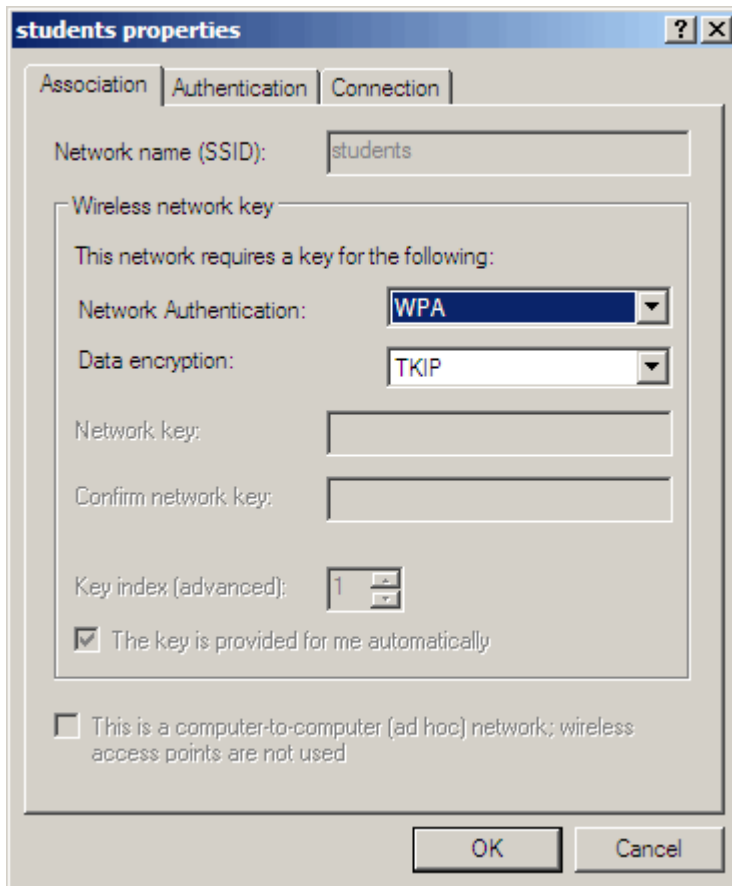 students properties
Association Authentication Connection
Network name (SSID): students
Wireless network key
This network requires a key for the following:
Network Authentication: WPA
Data encryption: TKIP
Network key:
Confirm network key:
Key index (advanced): 1
The key is provided for me automatically
This is a computer-to-computer (ad hoc) network; wireless
access points are not used
OK Cancel